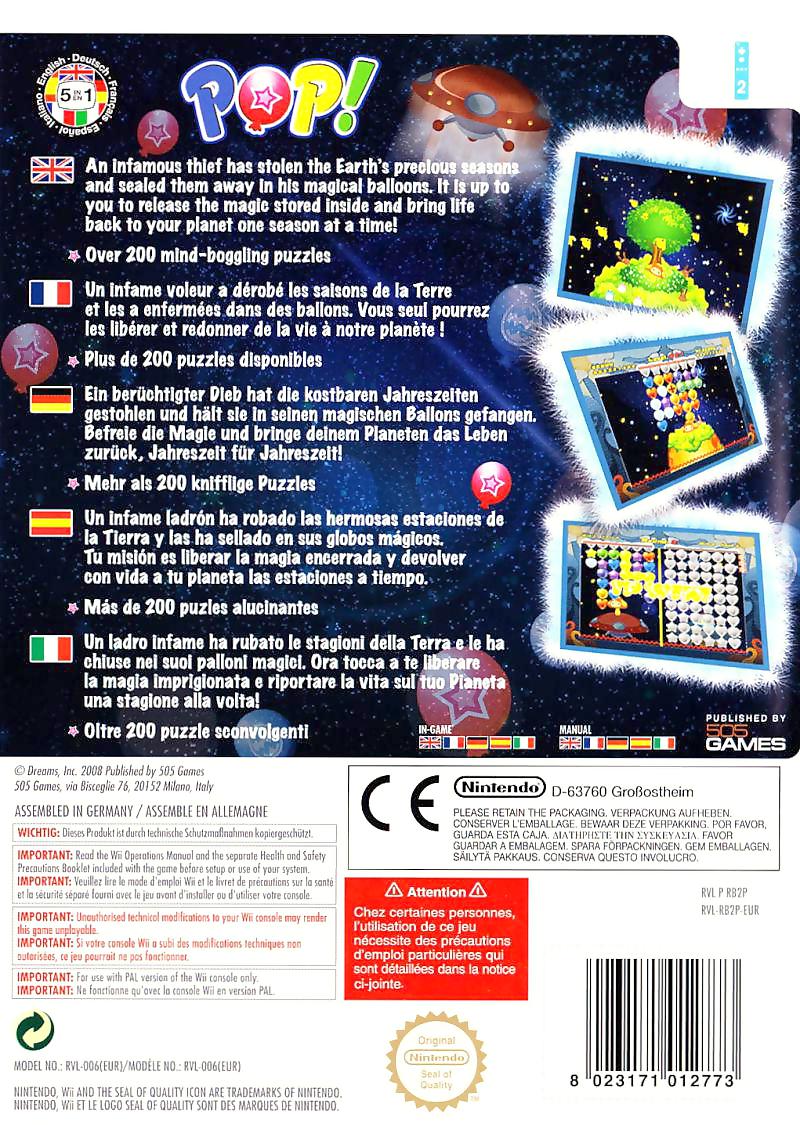 English · Deutsch · Français · Español · Italiano ·
5 IN EN 1
POP!
2
An infamous thief has stolen the Earth's precious seasons
and sealed them away in his magical balloons. It is up to
you to release the magic stored inside and bring life
back to your planet one season at a time!
Over 200 mind-boggling puzzles
Un infame voleur a dérobé les saisons de la Terre
et les a enfermées dans des ballons. Vous seul pourrez
les libérer et redonner de la vie à notre planète !
Plus de 200 puzzles disponibles
Ein berüchtigter Dieb hat die kostbaren Jahreszeiten
gestohlen und hält sie in seinen magischen Ballons gefangen.
Befreie die Magie und bringe deinem Planeten das Leben
zurück, Jahreszeit für Jahreszeit!
Mehr als 200 knifflige Puzzles
Un infame ladrón ha robado las hermosas estaciones de
la Tierra y las ha sellado en sus globos mágicos.
Tu misión es liberar la magia encerrada y devolver
con vida a tu planeta las estaciones a tiempo.
Más de 200 puzles alucinantes
Un ladro infame ha rubato le stagioni della Terra e le ha
chiuse nei suoi palloni magici. Ora tocca a te liberare
la magia imprigionata e riportare la vita sul tuo Pianeta
una stagione alla volta!
Oltre 200 puzzle sconvolgenti
IN-GAME
MANUAL
PUBLISHED BY
505
GAMES
© Dreams, Inc. 2008 Published by 505 Games
505 Games, via Bisceglie 76, 20152 Milano, Italy
ASSEMBLED IN GERMANY / ASSEMBLE EN ALLEMAGNE
WICHTIG: Dieses Produkt ist durch technische Schutzmaßnahmen kopiergeschützt.
IMPORTANT: Read the Wii Operations Manual and the separate Health and Safety
Precautions Booklet included with the game before setup or use of your system.
IMPORTANT: Veuillez lire le mode d'emploi Wii et le livret de précautions sur la santé
et la sécurité séparé fourni avec le jeu avant d'installer ou d'utiliser votre console.
IMPORTANT: Unauthorised technical modifications to your Wii console may render
this game unplayable.
IMPORTANT: Si votre console Wii a subi des modifications techniques non
autorisées, ce jeu pourrait ne pas fonctionner.
IMPORTANT: For use with PAL version of the Wii console only.
IMPORTANT: Ne fonctionne qu'avec la console Wii en version PAL.
MODEL NO.: RVL-006(EUR)/MODÈLE NO.: RVL-006(EUR)
NINTENDO, Wii AND THE SEAL OF QUALITY ICON ARE TRADEMARKS OF NINTENDO.
NINTENDO, Wii ET LE LOGO SEAL OF QUALITY SONT DES MARQUES DE NINTENDO.
CE
Nintendo D-63760 Großostheim
PLEASE RETAIN THE PACKAGING. VERPACKUNG AUFHEBEN.
CONSERVER L'EMBALLAGE. BEWAAR DEZE VERPAKKING. POR FAVOR,
GUARDA ESTA CAJA. ΔΙΑΤΗΡΗΣΤΕ ΤΗΝ ΣΥΣΚΕΥΑΣΙΑ. FAVOR
GUARDAR A EMBALAGEM. SPARA FÖRPACKNINGEN. GEM EMBALLAGEN.
SÄILYTÄ PAKKAUS. CONSERVA QUESTO INVOLUCRO.
Attention
Chez certaines personnes,
l'utilisation de ce jeu
nécessite des précautions
d'emploi particulières qui
sont détaillées dans la notice
ci-jointe.
RVL P RB2P
RVL-RB2P-EUR
Original
Nintendo
Seal of
Quality
TM
8 023171 012773